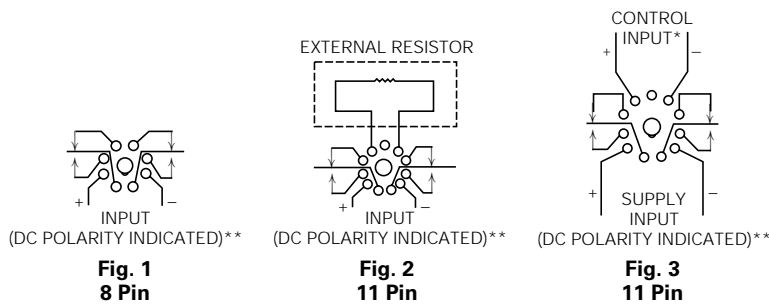 CONTROL
INPUT*
+ −
EXTERNAL RESISTOR
+ −
INPUT
(DC POLARITY INDICATED)**
Fig. 1
8 Pin
+ −
INPUT
(DC POLARITY INDICATED)**
Fig. 2
11 Pin
+ −
SUPPLY
INPUT
(DC POLARITY INDICATED)**
Fig. 3
11 Pin